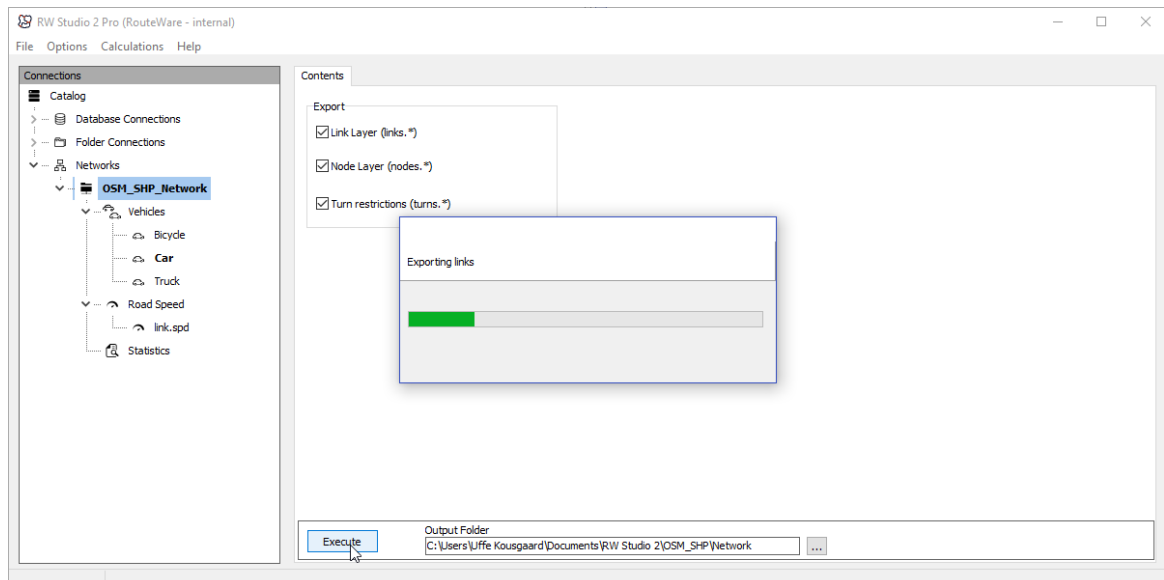 RW Studio 2 Pro (RouteWare - internal)
File Options Calculations Help
Connections
Catalog
Database Connections
Folder Connections
Networks
OSM_SHP_Network
Vehicles
Bicycle
Car
Truck
Road Speed
link.spd
Statistics
Contents
Export
Link Layer (links.*)
Node Layer (nodes.*)
Turn restrictions (turns.*)
Exporting links
Execute
Output Folder
C:\Users\Uffe Kousgaard\Documents\RW Studio 2\OSM_SHP\Network
...